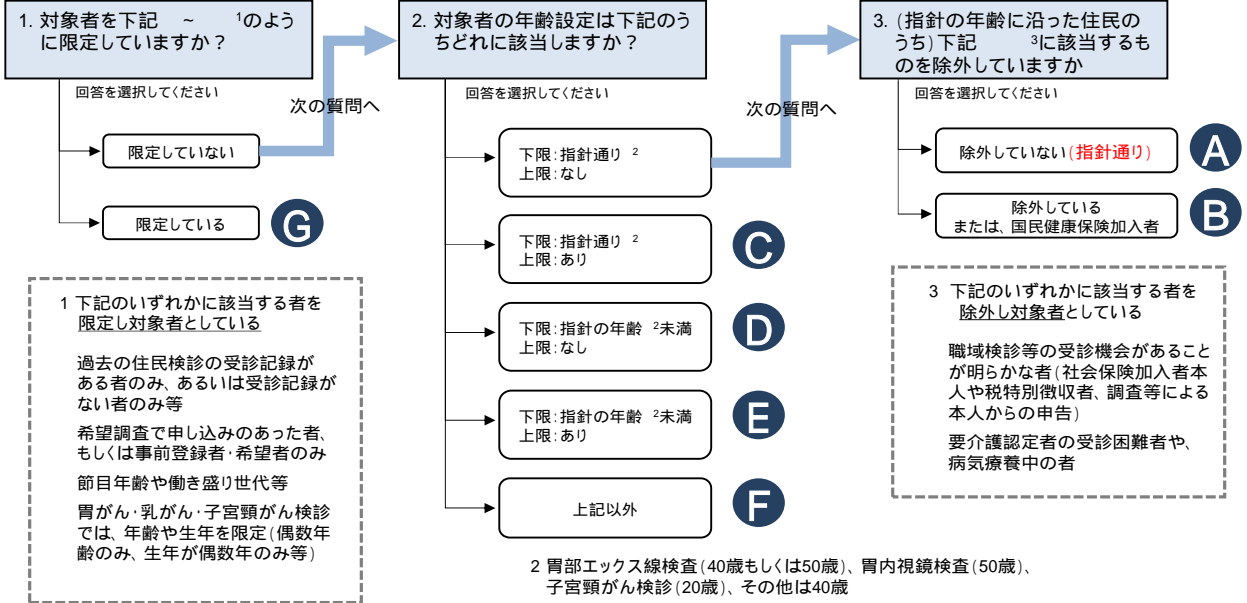 1. 対象者を下記　～　1のよう
に限定していますか？
回答を選択してください
限定していない
限定している
G
次の質問へ
1 下記のいずれかに該当する者を
限定し対象者としている
過去の住民検診の受診記録が
ある者のみ、あるいは受診記録が
ない者のみ等
希望調査で申し込みのあった者、
もしくは事前登録者・希望者のみ
節目年齢や働き盛り世代等
胃がん・乳がん・子宮頸がん検診
では、年齢や生年を限定(偶数年
齢のみ、生年が偶数年のみ等)
2. 対象者の年齢設定は下記のう
ちどれに該当しますか？
回答を選択してください
下限：指針通り 2
上限：なし
次の質問へ
下限：指針通り 2
上限：あり
C
下限：指針の年齢 2未満
上限：なし
D
下限：指針の年齢 2未満
上限：あり
E
上記以外
F
2 胃部エックス線検査(40歳もしくは50歳)、胃内視鏡検査(50歳)、
子宮頸がん検診(20歳)、その他は40歳
3. (指針の年齢に沿った住民の
うち)下記　3に該当するも
のを除外していますか
回答を選択してください
除外していない(指針通り)
A
除外している
または、国民健康保険加入者
B
3 下記のいずれかに該当する者を
除外し対象者としている
職域検診等の受診機会があること
が明らかな者(社会保険加入者本
人や税特別徴収者、調査等による
本人からの申告)
要介護認定者の受診困難者や、
病気療養中の者